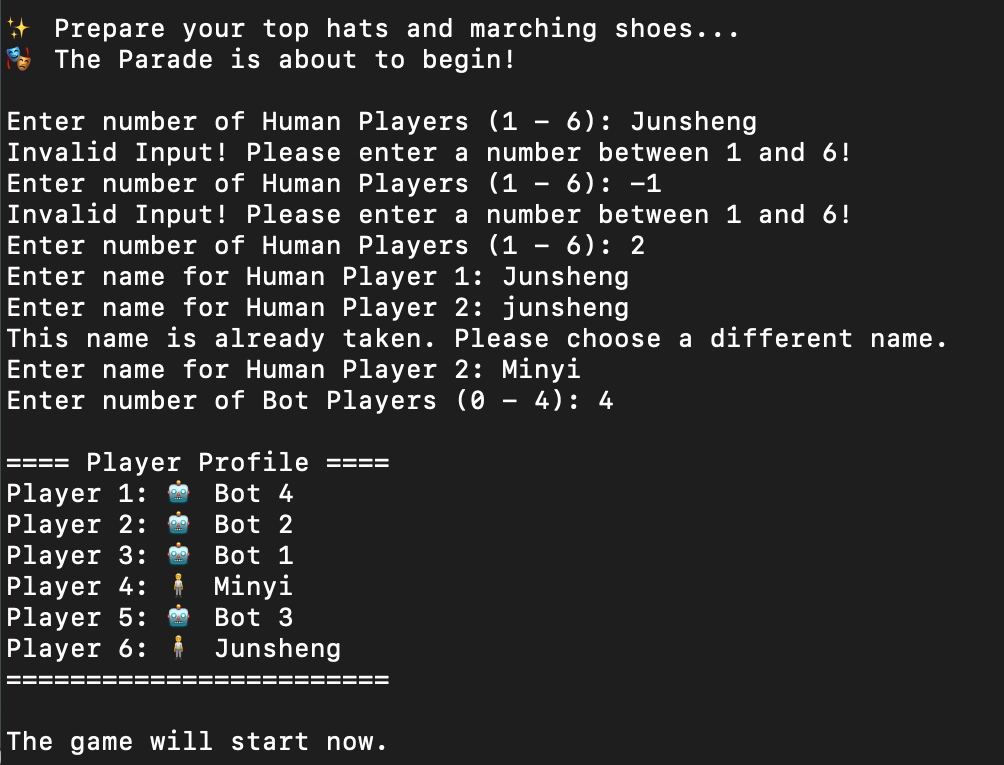 ✨ Prepare your top hats and marching shoes...
🎭 The Parade is about to begin!
Enter number of Human Players (1 - 6): Junsheng
Invalid Input! Please enter a number between 1 and 6!
Enter number of Human Players (1 - 6): -1
Invalid Input! Please enter a number between 1 and 6!
Enter number of Human Players (1 - 6): 2
Enter name for Human Player 1: Junsheng
Enter name for Human Player 2: junsheng
This name is already taken. Please choose a different name.
Enter name for Human Player 2: Minyi
Enter number of Bot Players (0 - 4): 4
==== Player Profile ====
Player 1: 🤖 Bot 4
Player 2: 🤖 Bot 2
Player 3: 🤖 Bot 1
Player 4: 🧍 Minyi
Player 5: 🤖 Bot 3
Player 6: 🧍 Junsheng
========================
The game will start now.